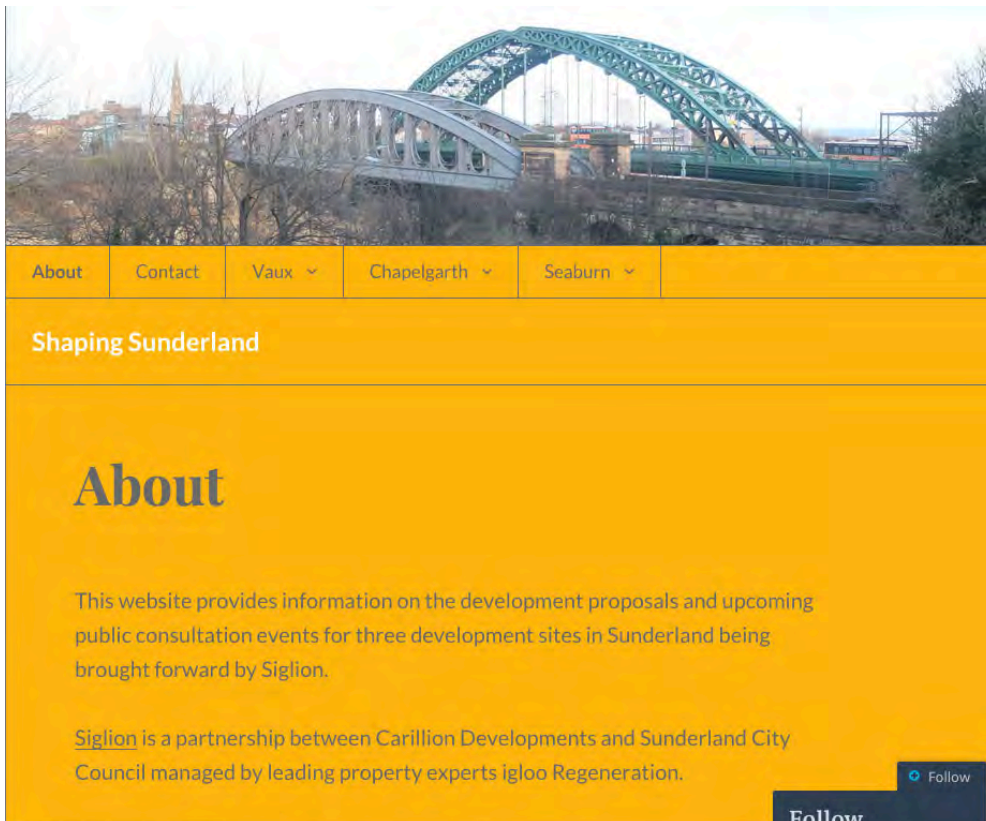 About
Contact
Vaux
Chapelgarth
Seaburn
Shaping Sunderland
About
This website provides information on the development proposals and upcoming
public consultation events for three development sites in Sunderland being
brought forward by Siglion.
Siglion is a partnership between Carillion Developments and Sunderland City
Council managed by leading property experts igloo Regeneration.
Follow
Follow